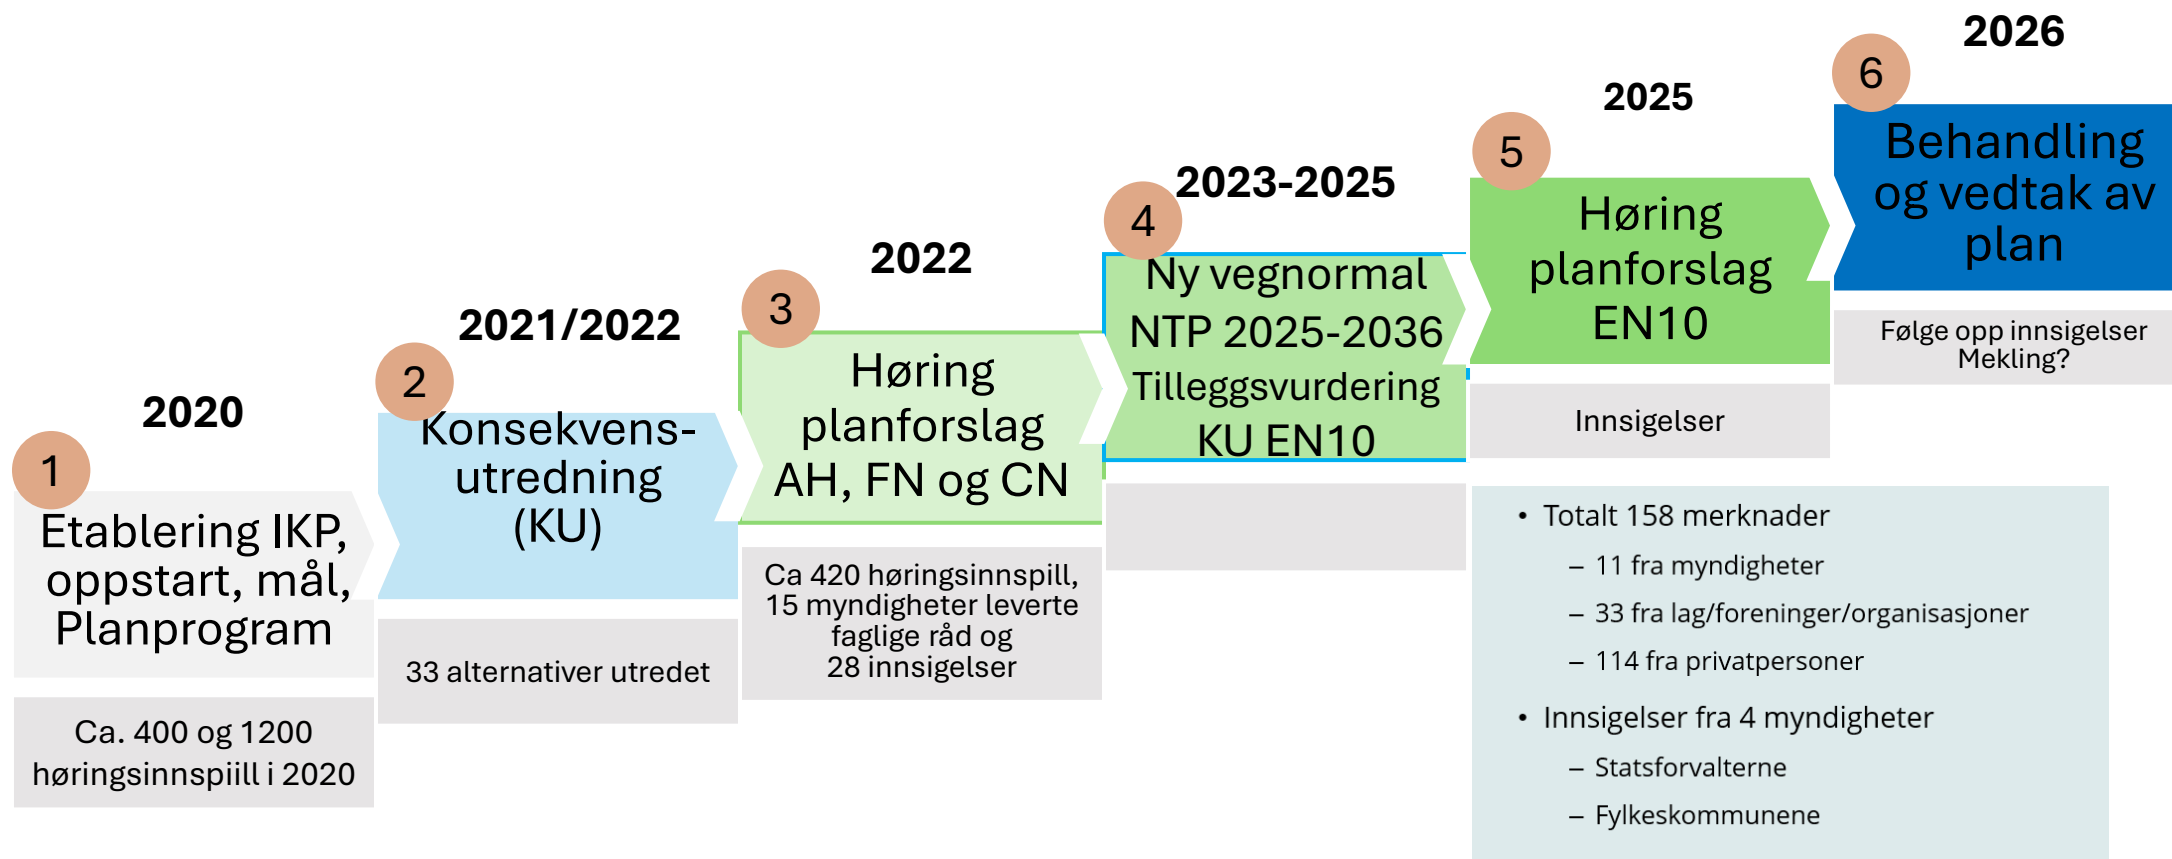 1
2020
Etablering IKP,
oppstart, mål,
Planprogram
Ca. 400 og 1200
høringsinnspiill i 2020
2
2021/2022
Konsekvens-
utredning
(KU)
33 alternativer utredet
3
2022
Høring
planforslag
AH, FN og CN
Ca 420 høringsinnspill,
15 myndigheter leverte
faglige råd og
28 innsigelser
4
2023-2025
Ny vegnormal
NTP 2025-2036
Tilleggsvurdering
KU EN10
5
2025
Høring
planforslag
EN10
Innsigelser
• Totalt 158 merknader
– 11 fra myndigheter
– 33 fra lag/foreninger/organisasjoner
– 114 fra privatpersoner
• Innsigelser fra 4 myndigheter
– Statsforvalterne
– Fylkeskommunene
6
2026
Behandling
og vedtak av
plan
Følge opp innsigelser
Mekling?